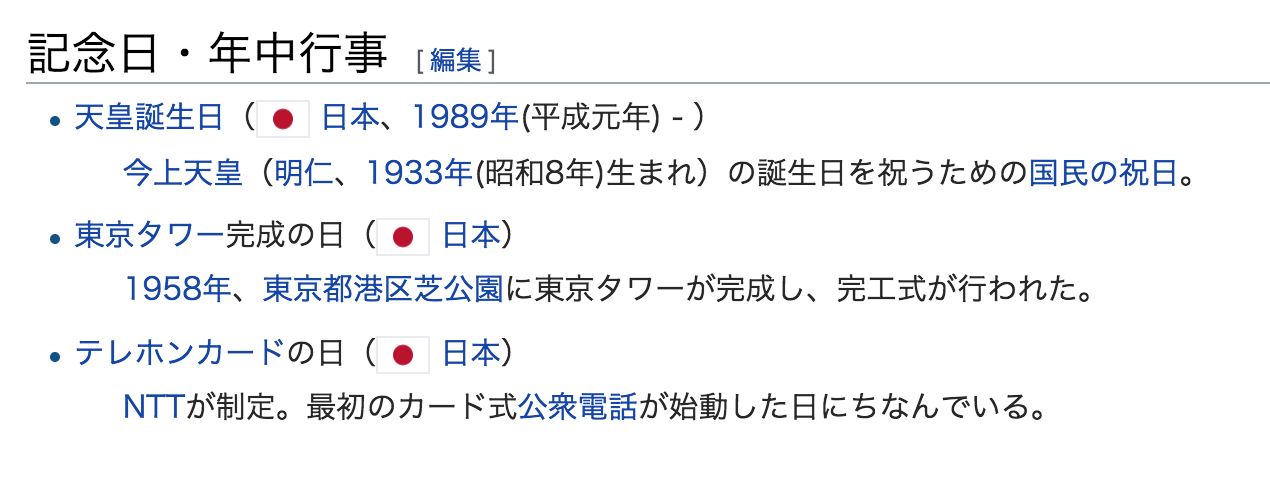 記念日・年中行事 [編集]
天皇誕生日（ 日本、1989年(平成元年) - ）
今上天皇（明仁、1933年(昭和8年)生まれ）の誕生日を祝うための国民の祝日。
東京タワー完成の日（ 日本）
1958年、東京都港区芝公園に東京タワーが完成し、完工式が行われた。
テレホンカードの日（ 日本）
NTTが制定。最初のカード式公衆電話が始動した日にちなんでいる。